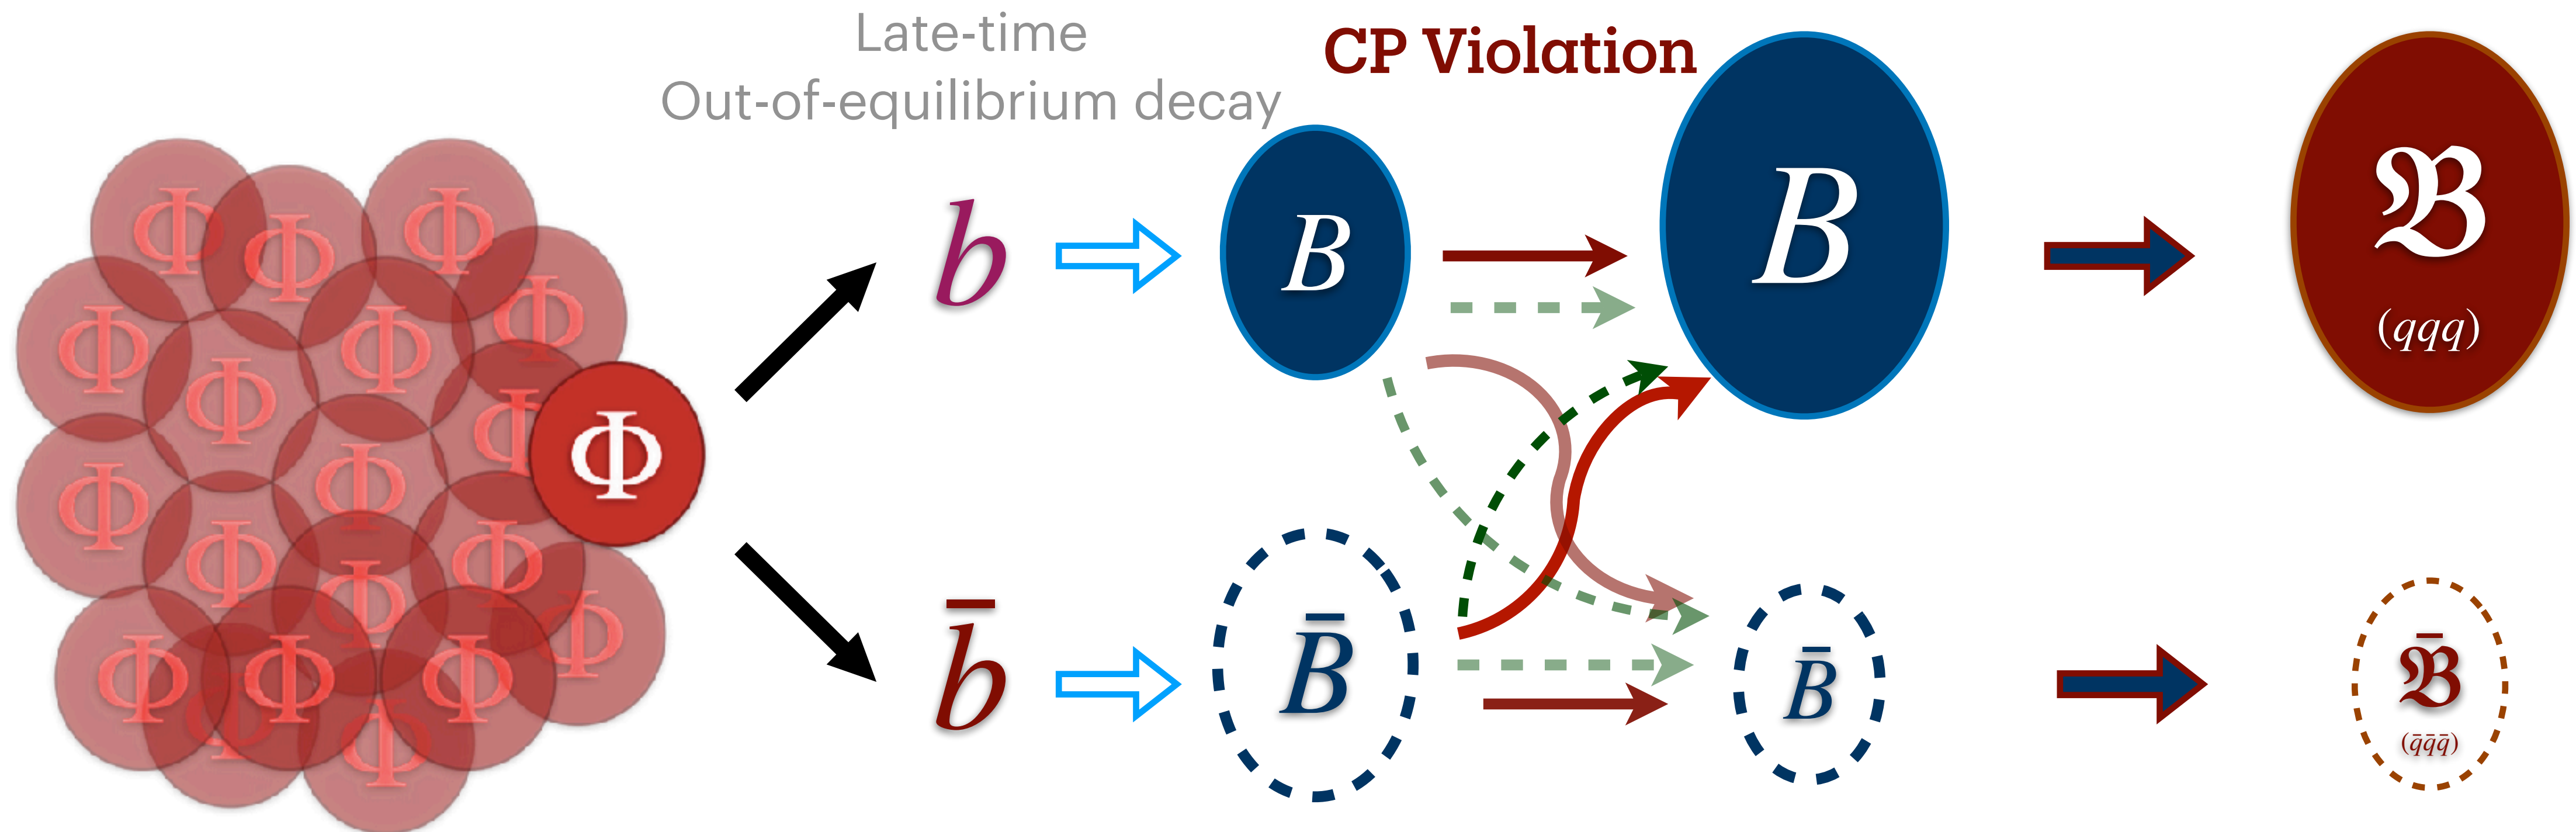 Late-time
Out-of-equilibrium decay
CP Violation
Φ Φ Φ
Φ Φ Φ
Φ Φ
Φ Φ
Φ Φ
Φ Φ
Φ Φ
Φ Φ Φ
Φ Φ
b
B
B
𝔅
(qqq)
b̄
B̄
B̄
𝔅̄
(q̄q̄q̄)